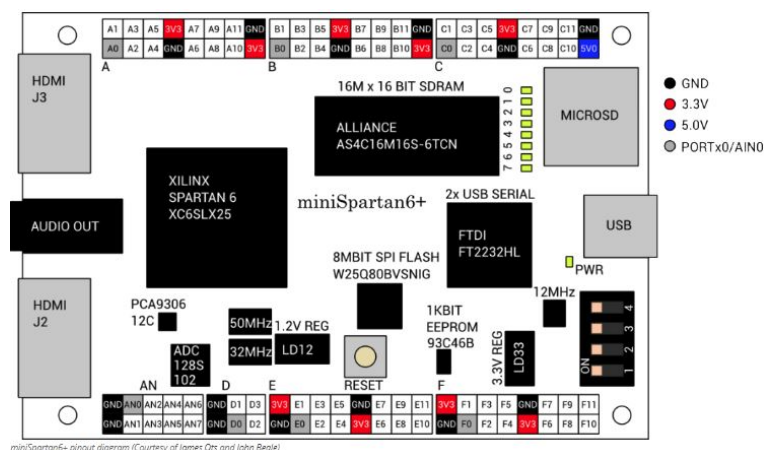 A1 A3 A5 3V3 A7 A9 A11 GND
A0 A2 A4 GND A6 A8 A10 3V3
A
B1 B3 B5 3V3 B7 B9 B11 GND
B0 B2 B4 GND B6 B8 B10 3V3
B
C1 C3 C5 3V3 C7 C9 C11 GND
C0 C2 C4 GND C6 C8 C10 5V0
C
HDMI
J3
16M x 16 BIT SDRAM
ALLIANCE
AS4C16M16S-6TCN
0
1
2
3
4
5
6
7
MICROSD
GND
3.3V
5.0V
PORTx0/AIN0
XILINX
SPARTAN 6
XC6SLX25
miniSpartan6+
2x USB SERIAL
FTDI
FT2232HL
AUDIO OUT
USB
PWR
8MBIT SPI FLASH
W25Q80BVSNIG
HDMI
J2
PCA9306
12C
50MHz
32MHz
1.2V REG
LD12
ADC
128S
102
RESET
1KBIT
EEPROM
93C46B
3.3V REG
LD33
12MHz
ON
4
3
2
1
AN
GND AN0 AN2 AN4 AN6
GND AN1 AN3 AN5 AN7
D
GND D1 D3
GND D0 D2
E
3V3 E1 E3 E5 GND E7 E9 E11
GND E0 E2 E4 3V3 E6 E8 E10
F
3V3 F1 F3 F5 GND F7 F9 F11
GND F0 F2 F4 3V3 F6 F8 F10
miniSpartan6+ pinout diagram (Courtesy of James Ots and John Beale)